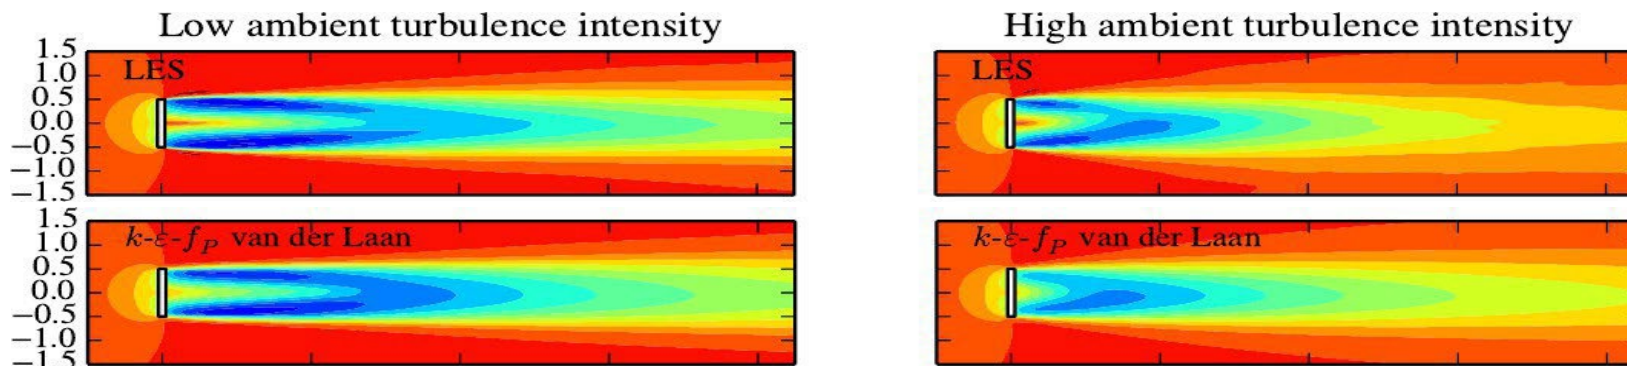 Low ambient turbulence intensity
High ambient turbulence intensity
1.5
1.0
0.5
0.0
−0.5
−1.0
−1.5
LES
LES
1.5
1.0
0.5
0.0
−0.5
−1.0
−1.5
k-ε-f_P van der Laan
k-ε-f_P van der Laan